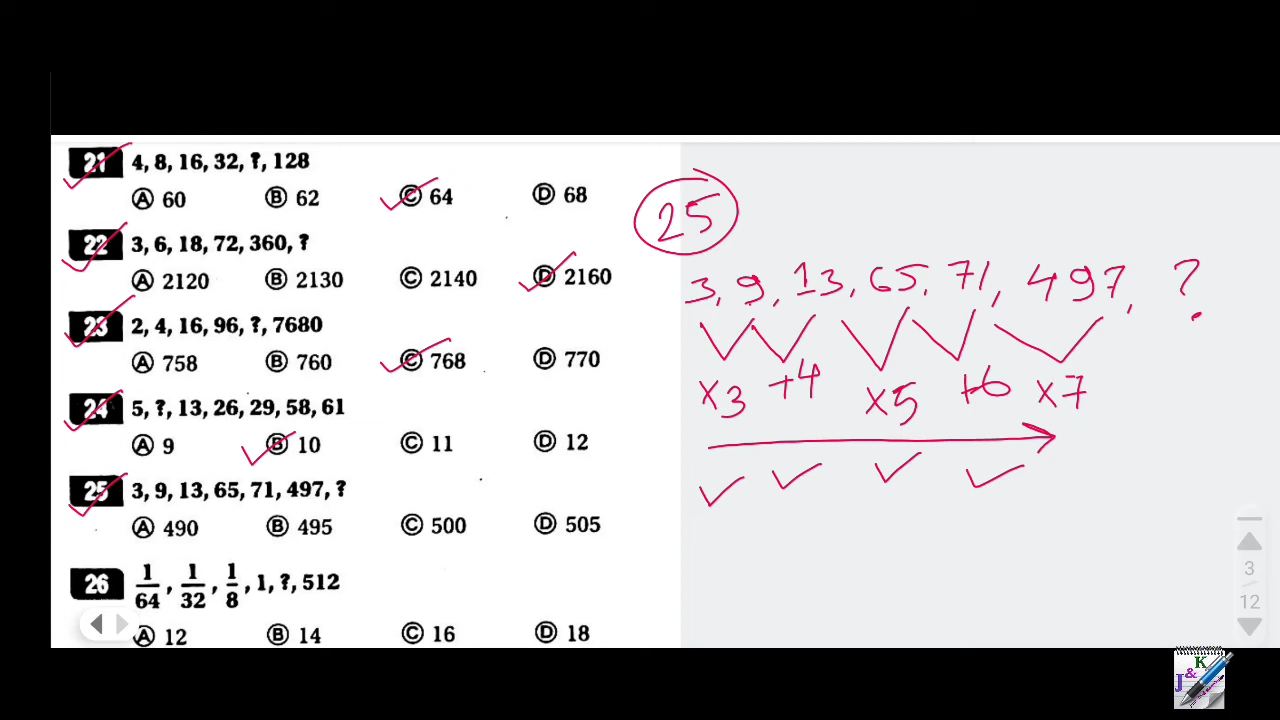 21 4, 8, 16, 32, ?, 128
Ⓐ 60 Ⓑ 62 Ⓒ 64 Ⓓ 68
22 3, 6, 18, 72, 360, ?
Ⓐ 2120 Ⓑ 2130 Ⓒ 2140 Ⓓ 2160
23 2, 4, 16, 96, ?, 7680
Ⓐ 758 Ⓑ 760 Ⓒ 768 Ⓓ 770
24 5, ?, 13, 26, 29, 58, 61
Ⓐ 9 Ⓑ 10 Ⓒ 11 Ⓓ 12
25 3, 9, 13, 65, 71, 497, ?
Ⓐ 490 Ⓑ 495 Ⓒ 500 Ⓓ 505
26 1/64, 1/32, 1/8, 1, ?, 512
Ⓐ 12 Ⓑ 14 Ⓒ 16 Ⓓ 18
25
3, 9, 13, 65, 71, 497, ?
×3 +4 ×5 +6 ×7
3
12
J&K